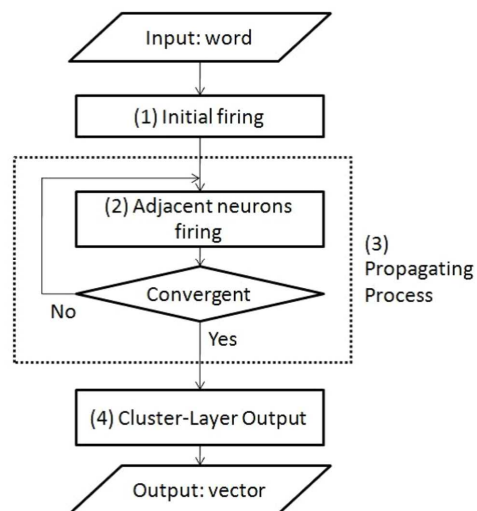 Input: word
(1) Initial firing
(2) Adjacent neurons
firing
(3)
Propagating
Process
Convergent
No
Yes
(4) Cluster-Layer Output
Output: vector